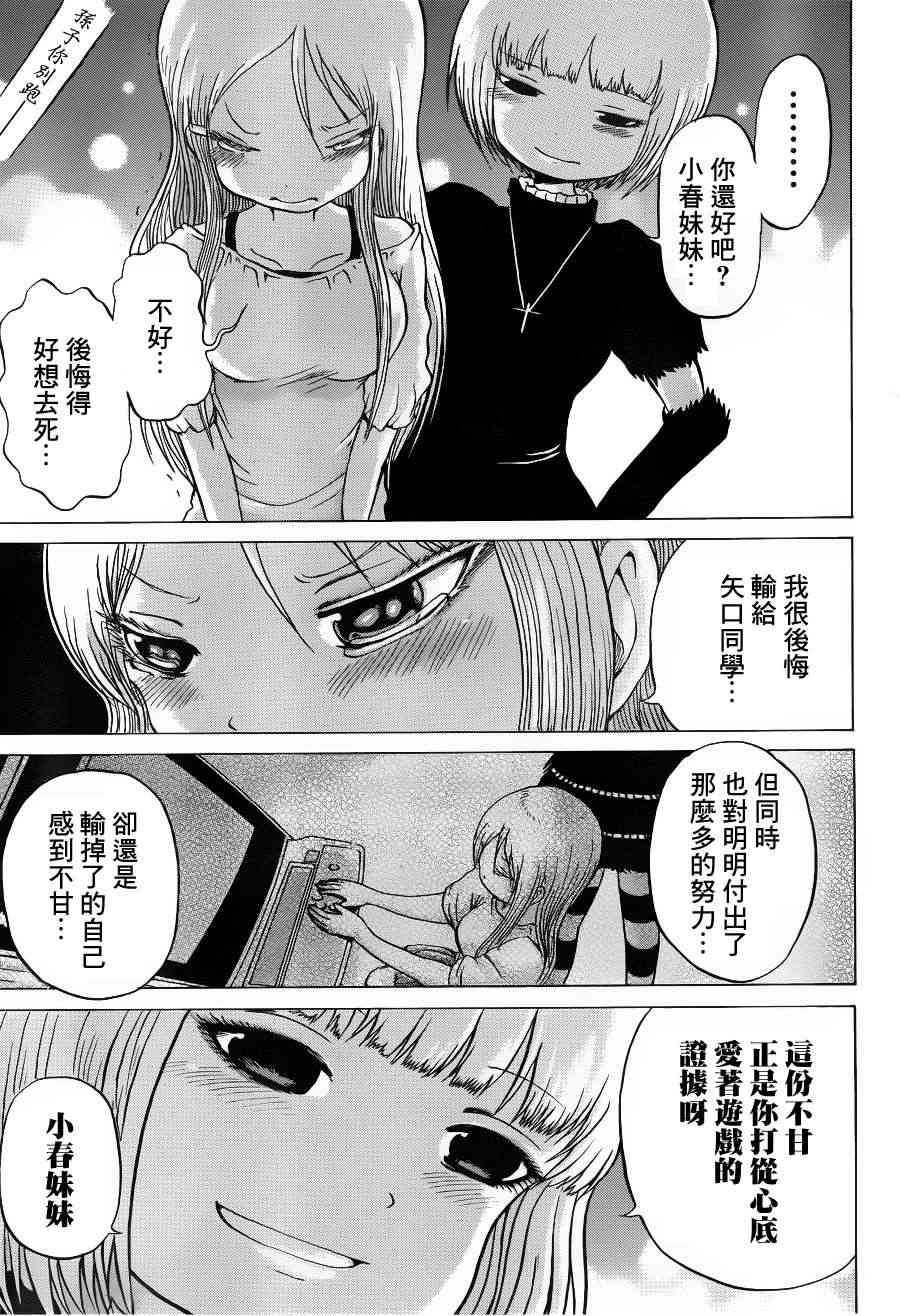 ………
你還好吧?
小春妹妹…
孫子你別跑
不好…
後悔得
好想去死…
我很後悔
輸給
矢口同學…
但同時
也對明明付出了
那麼多的努力…
卻還是
輸掉了的自己
感到不甘…
這份不甘
正是你打從心底
愛著遊戲的
證據呀
小春妹妹